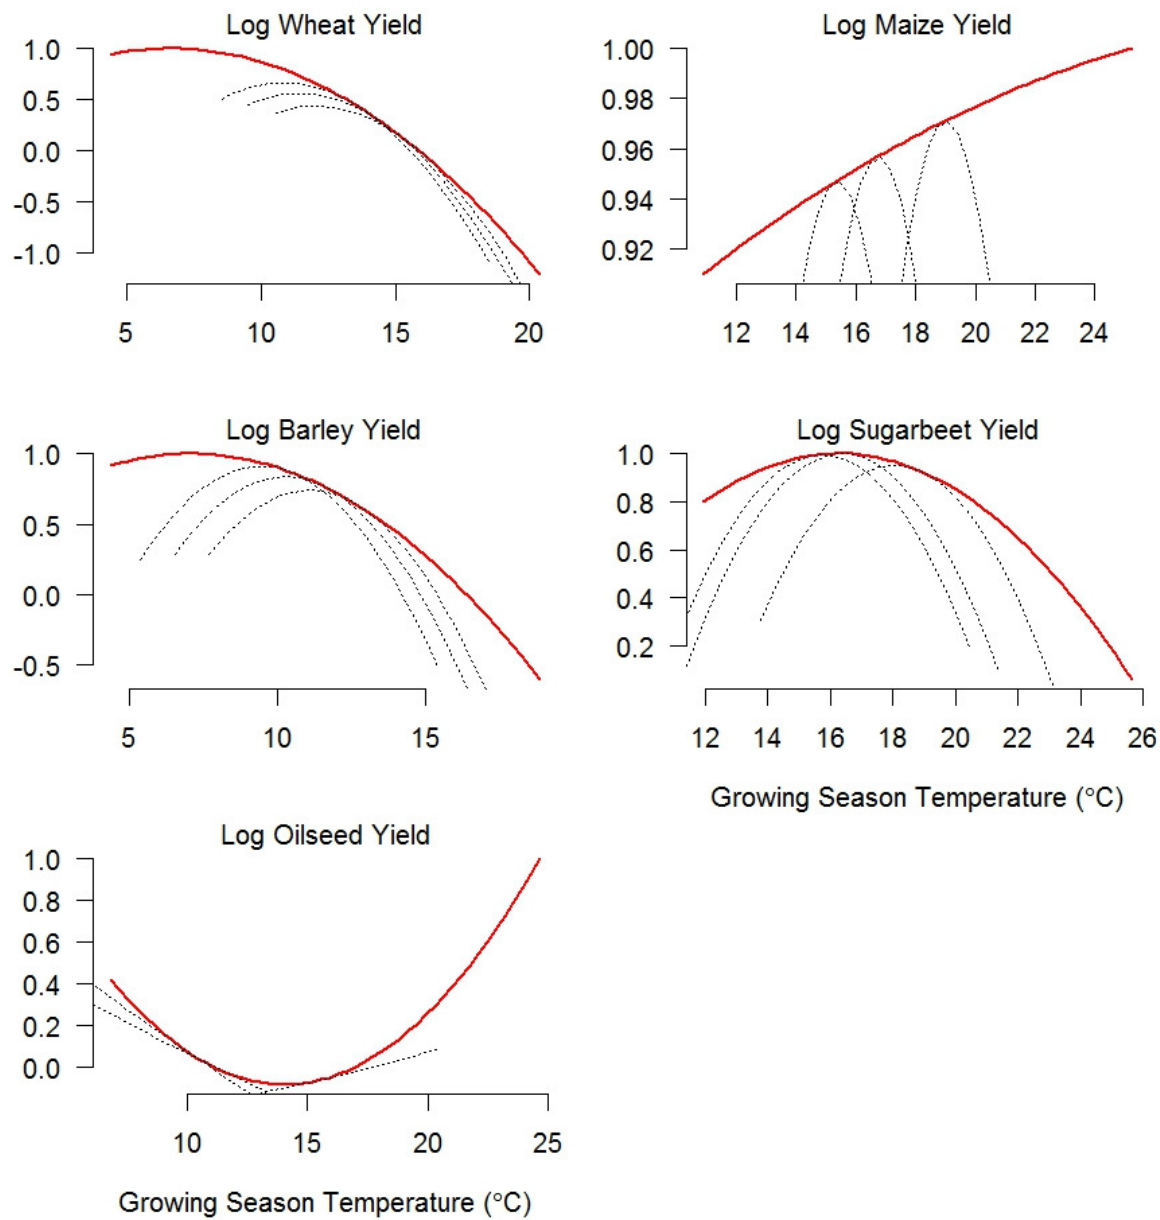 Log Wheat Yield
1.0
0.5
0.0
-0.5
-1.0
5 10 15 20
Log Maize Yield
1.00
0.98
0.96
0.94
0.92
12 14 16 18 20 22 24
Log Barley Yield
1.0
0.5
0.0
-0.5
5 10 15
Log Sugarbeet Yield
1.0
0.8
0.6
0.4
0.2
12 14 16 18 20 22 24 26
Growing Season Temperature (°C)
Log Oilseed Yield
1.0
0.8
0.6
0.4
0.2
0.0
10 15 20 25
Growing Season Temperature (°C)